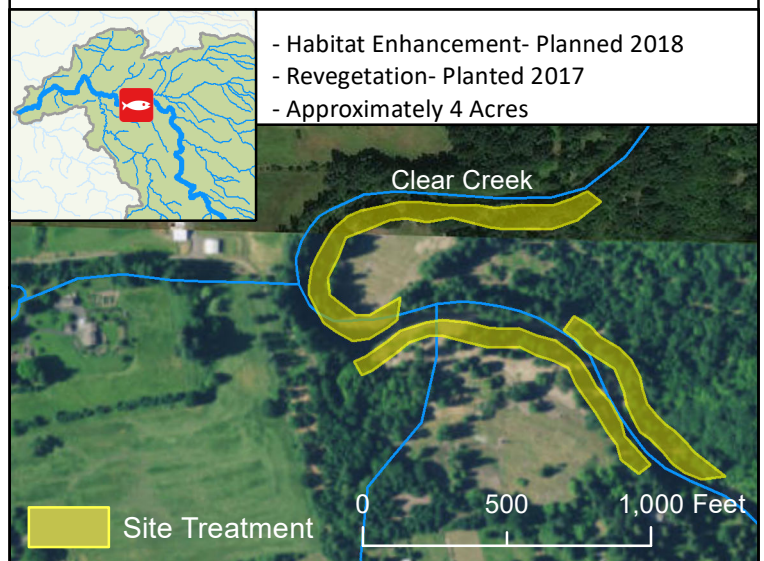 - Habitat Enhancement- Planned 2018
- Revegetation- Planted 2017
- Approximately 4 Acres
Clear Creek
0 500 1,000 Feet
Site Treatment